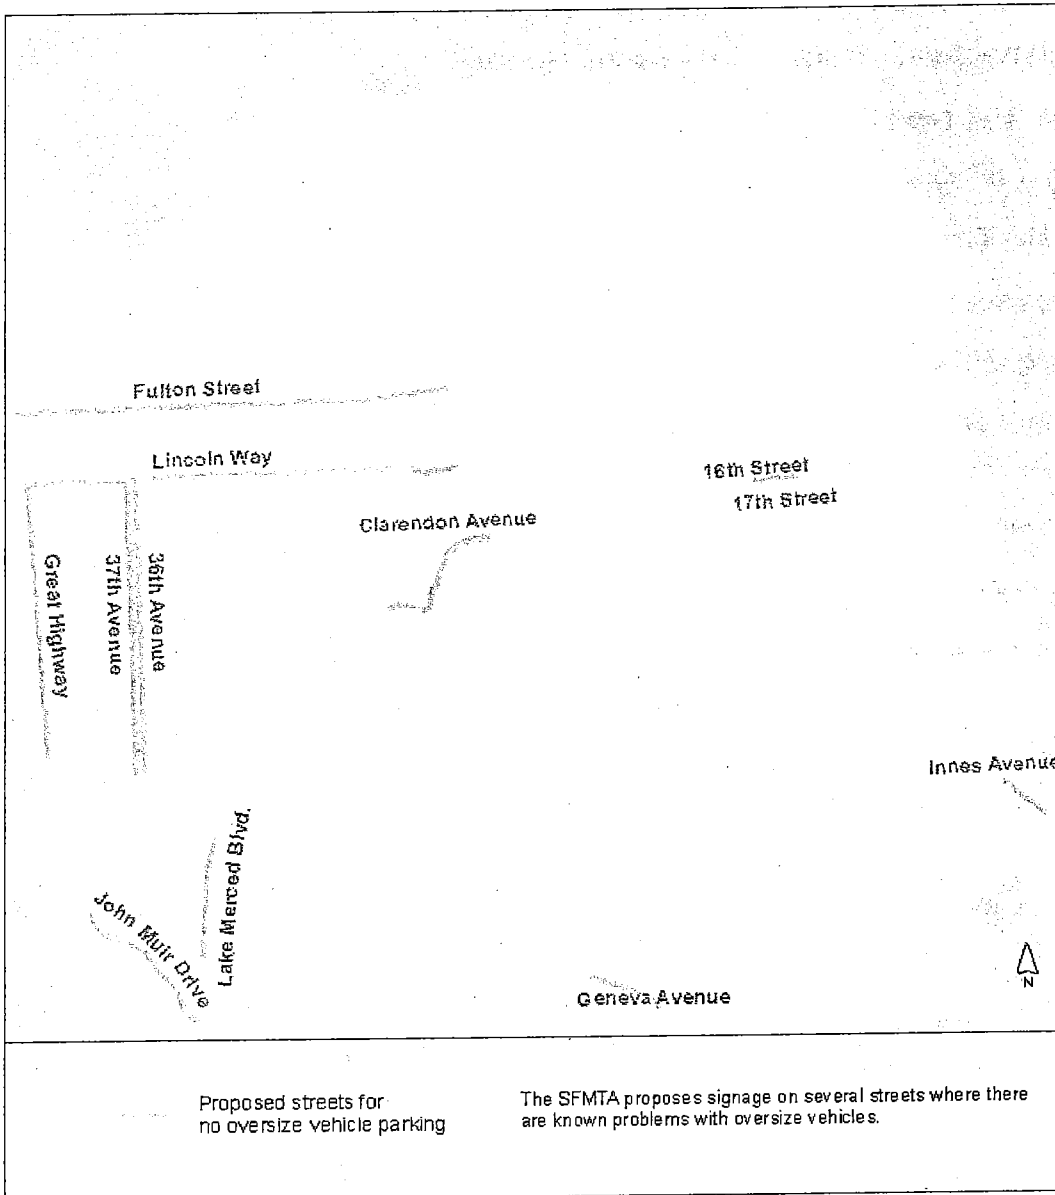 Fulton Street
Lincoln Way
16th Street
17th Street
Clarendon Avenue
Great Highway
37th Avenue
36th Avenue
Innes Avenue
Lake Merced Blvd.
John Muir Drive
Geneva Avenue
N
Proposed streets for
no oversize vehicle parking
The SFMTA proposes signage on several streets where there
are known problems with oversize vehicles.